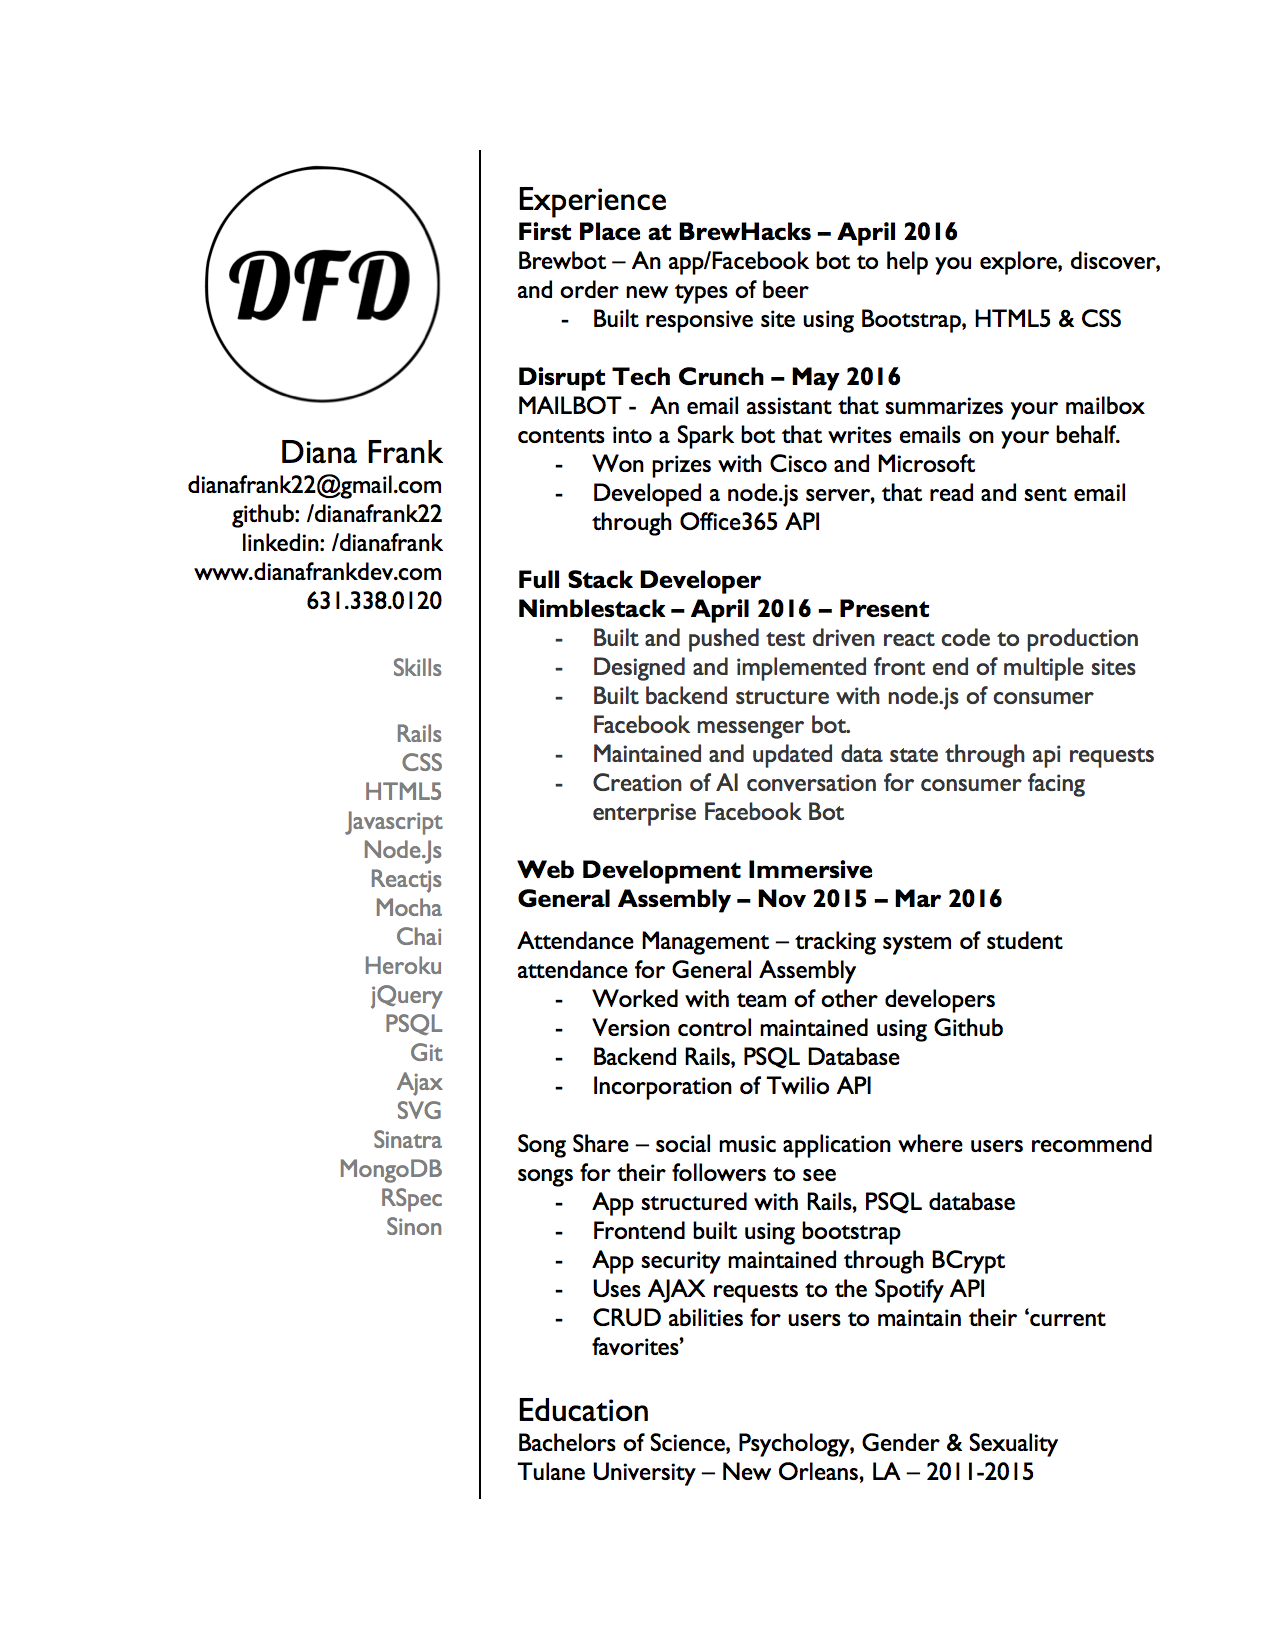 DFD
Diana Frank
dianafrank22@gmail.com
github: /dianafrank22
linkedin: /dianafrank
www.dianafrankdev.com
631.338.0120
Skills
Rails
CSS
HTML5
Javascript
Node.Js
Reactjs
Mocha
Chai
Heroku
jQuery
PSQL
Git
Ajax
SVG
Sinatra
MongoDB
RSpec
Sinon
Experience
First Place at BrewHacks – April 2016
Brewbot – An app/Facebook bot to help you explore, discover,
and order new types of beer
- Built responsive site using Bootstrap, HTML5 & CSS
Disrupt Tech Crunch – May 2016
MAILBOT - An email assistant that summarizes your mailbox
contents into a Spark bot that writes emails on your behalf.
- Won prizes with Cisco and Microsoft
- Developed a node.js server, that read and sent email
through Office365 API
Full Stack Developer
Nimblestack – April 2016 – Present
- Built and pushed test driven react code to production
- Designed and implemented front end of multiple sites
- Built backend structure with node.js of consumer
Facebook messenger bot.
- Maintained and updated data state through api requests
- Creation of AI conversation for consumer facing
enterprise Facebook Bot
Web Development Immersive
General Assembly – Nov 2015 – Mar 2016
Attendance Management – tracking system of student
attendance for General Assembly
- Worked with team of other developers
- Version control maintained using Github
- Backend Rails, PSQL Database
- Incorporation of Twilio API
Song Share – social music application where users recommend
songs for their followers to see
- App structured with Rails, PSQL database
- Frontend built using bootstrap
- App security maintained through BCrypt
- Uses AJAX requests to the Spotify API
- CRUD abilities for users to maintain their ‘current
favorites’
Education
Bachelors of Science, Psychology, Gender & Sexuality
Tulane University – New Orleans, LA – 2011-2015